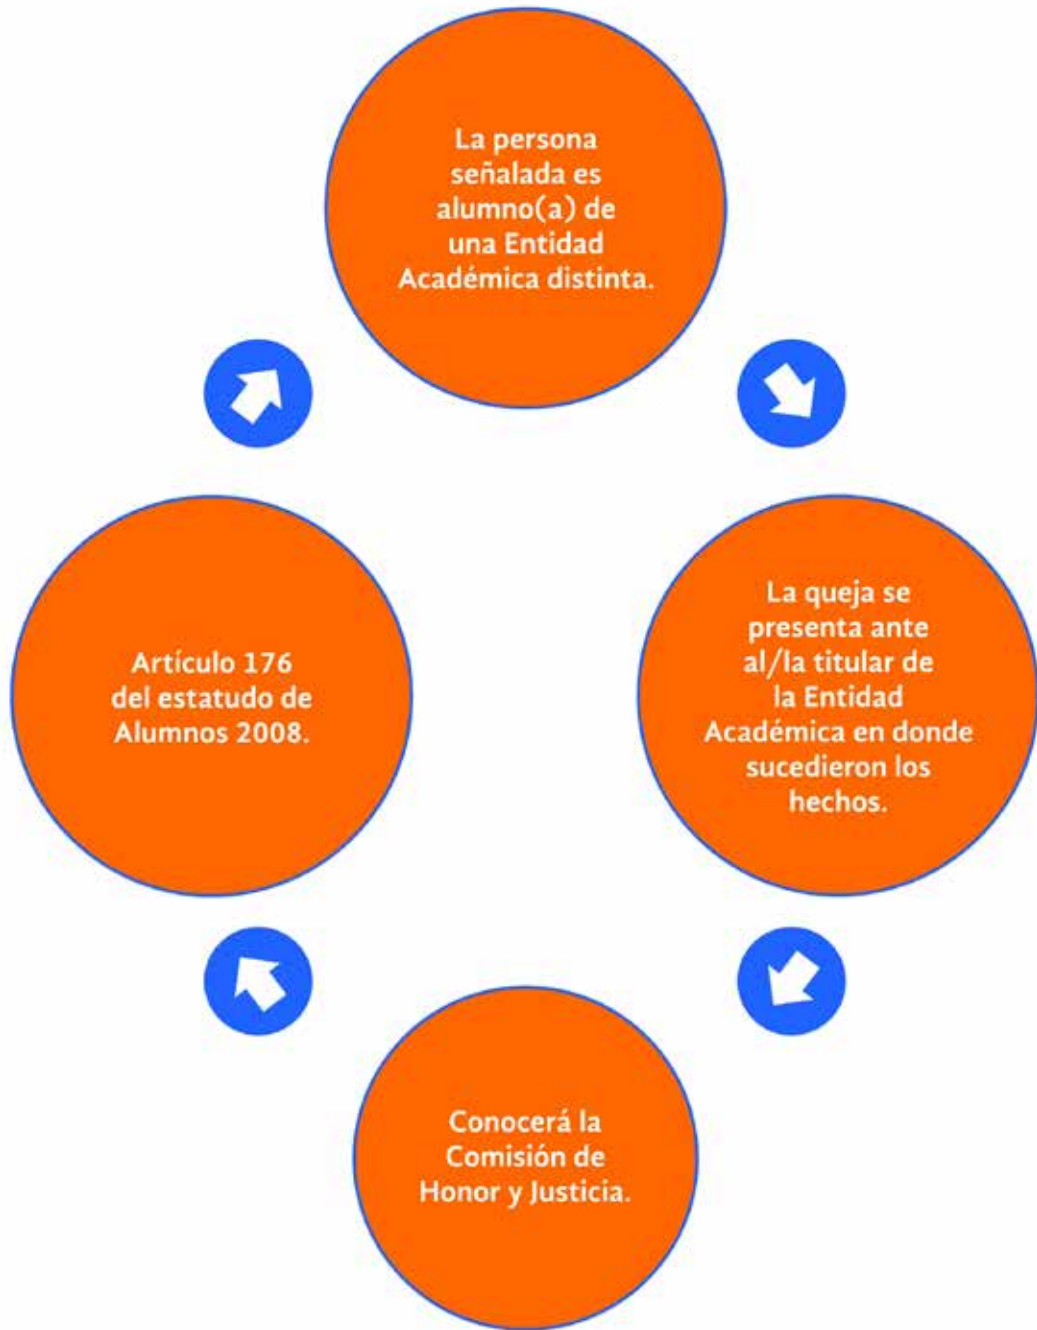 La persona
señalada es
alumno(a) de
una Entidad
Académica distinta.
La queja se
presenta ante
al/la titular de
la Entidad
Académica en donde
sucedieron los
hechos.
Conocerá la
Comisión de
Honor y Justicia.
Artículo 176
del estatudo de
Alumnos 2008.